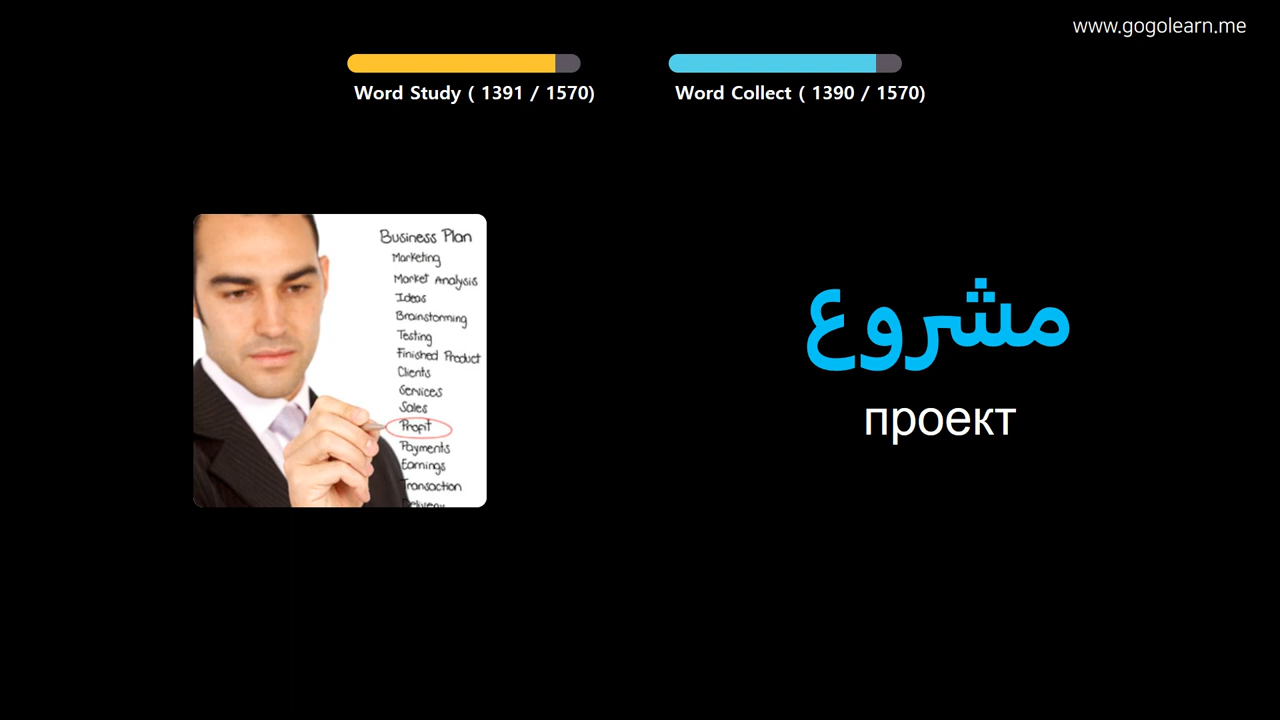 www.gogolearn.me
Word Study ( 1391 / 1570)
Word Collect ( 1390 / 1570)
Business Plan
Marketing
Market Analysis
Ideas
Brainstorming
Testing
Finished Product
Clients
Services
Sales
Profit
Payments
Earnings
Transaction
Delivery
مشروع
проект